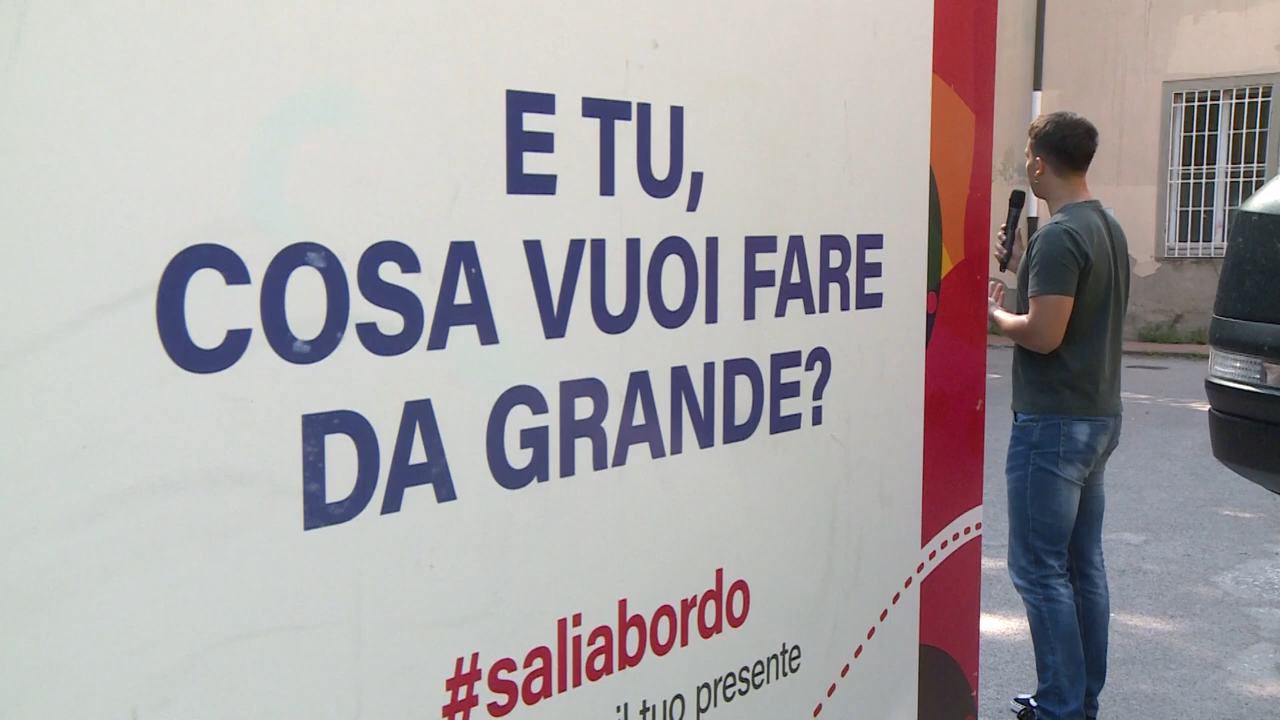 E TU,
COSA VUOI FARE
DA GRANDE?
#saliabordo
il tuo presente